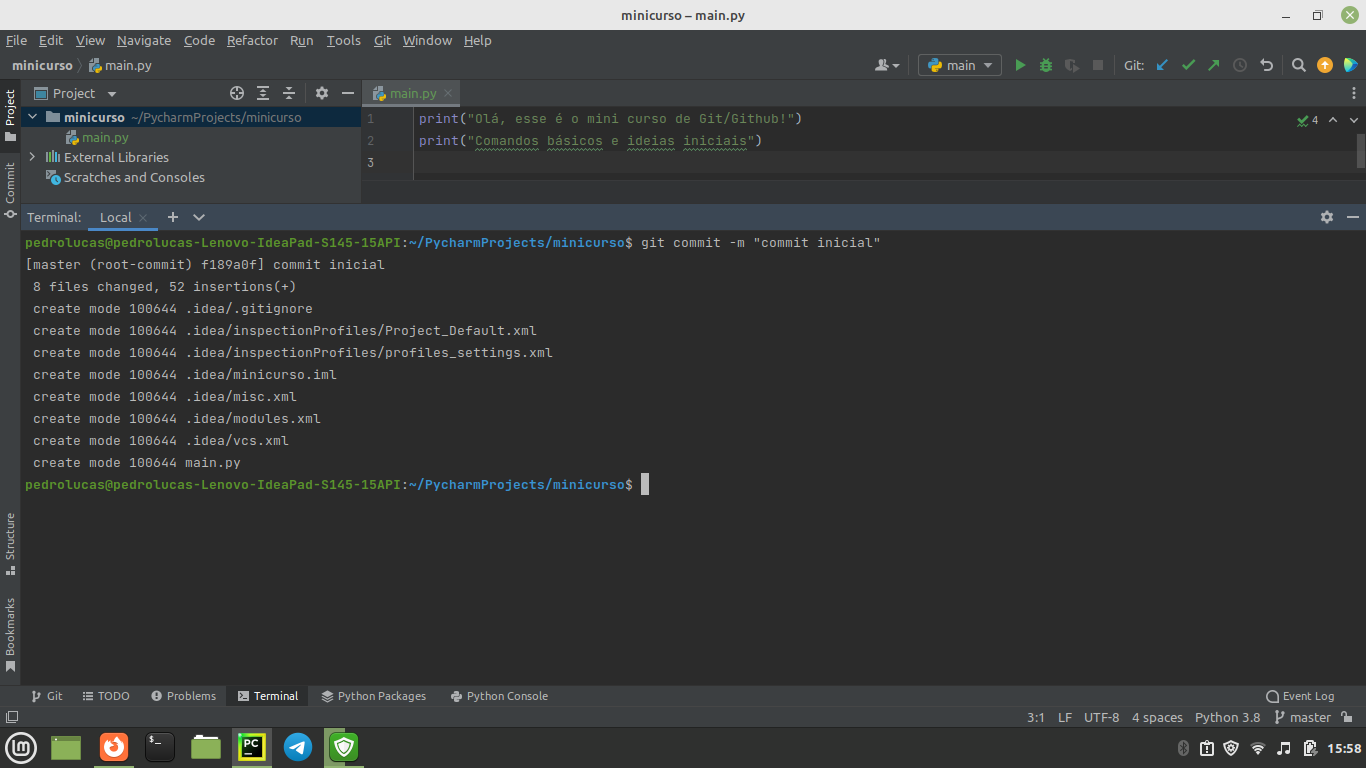 minicurso – main.py
File Edit View Navigate Code Refactor Run Tools Git Window Help
minicurso main.py main Git:
Project main.py
minicurso ~/PycharmProjects/minicurso
main.py
External Libraries
Scratches and Consoles
1 print("Olá, esse é o mini curso de Git/Github!") 4
2 print("Comandos básicos e ideias iniciais")
3
Project
Commit
Structure
Bookmarks
Terminal: Local
pedrolucas@pedrolucas-Lenovo-IdeaPad-S145-15API:~/PycharmProjects/minicurso$ git commit -m "commit inicial"
[master (root-commit) f189a0f] commit inicial
8 files changed, 52 insertions(+)
create mode 100644 .idea/.gitignore
create mode 100644 .idea/inspectionProfiles/Project_Default.xml
create mode 100644 .idea/inspectionProfiles/profiles_settings.xml
create mode 100644 .idea/minicurso.iml
create mode 100644 .idea/misc.xml
create mode 100644 .idea/modules.xml
create mode 100644 .idea/vcs.xml
create mode 100644 main.py
pedrolucas@pedrolucas-Lenovo-IdeaPad-S145-15API:~/PycharmProjects/minicurso$
Git TODO Problems Terminal Python Packages Python Console Event Log
3:1 LF UTF-8 4 spaces Python 3.8 master
$_ PC 15:58